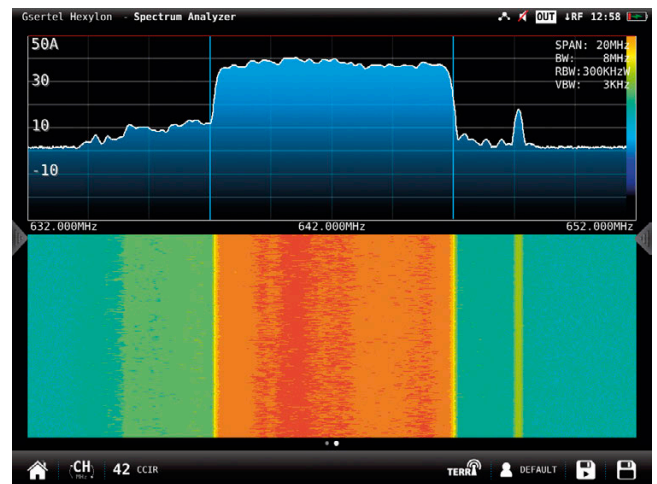 Gsertel Hexylon - Spectrum Analyzer
OUT ↓RF 12:58
50A
30
10
-10
SPAN: 20MHz
BW: 8MHz
RBW:300KHzW
VBW: 3KHz
632.000MHz 642.000MHz 652.000MHz
CH
MHz
42 CCIR
TERR
DEFAULT